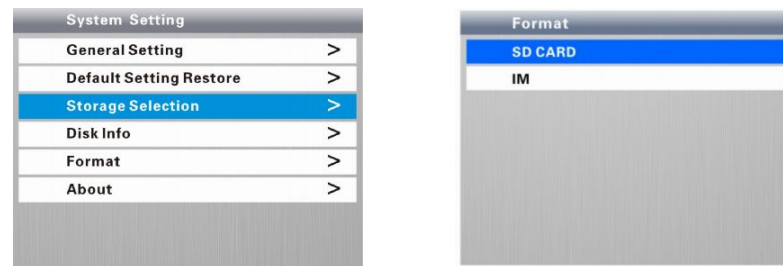 System Setting
General Setting >
Default Setting Restore >
Storage Selection >
Disk Info >
Format >
About >
Format
SD CARD
IM